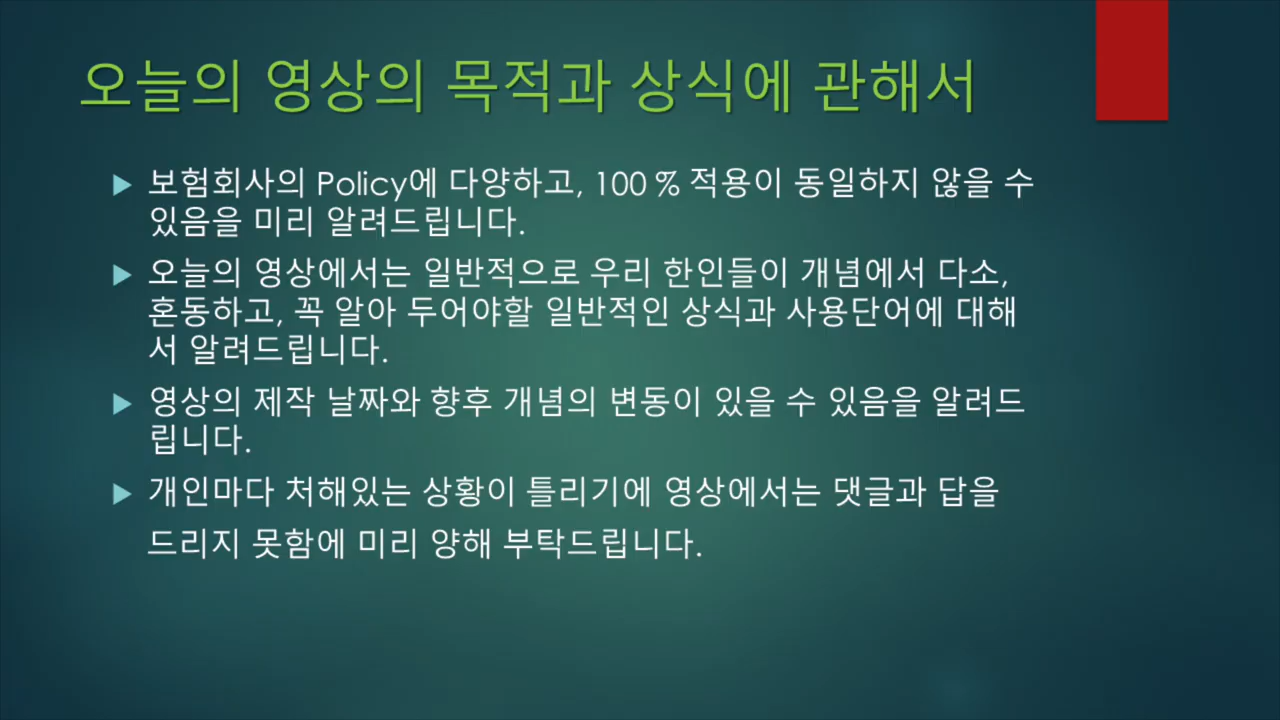 오늘의 영상의 목적과 상식에 관해서
보험회사의 Policy에 다양하고, 100 % 적용이 동일하지 않을 수
있음을 미리 알려드립니다.
오늘의 영상에서는 일반적으로 우리 한인들이 개념에서 다소,
혼동하고, 꼭 알아 두어야할 일반적인 상식과 사용단어에 대해
서 알려드립니다.
영상의 제작 날짜와 향후 개념의 변동이 있을 수 있음을 알려드
립니다.
개인마다 처해있는 상황이 틀리기에 영상에서는 댓글과 답을
드리지 못함에 미리 양해 부탁드립니다.